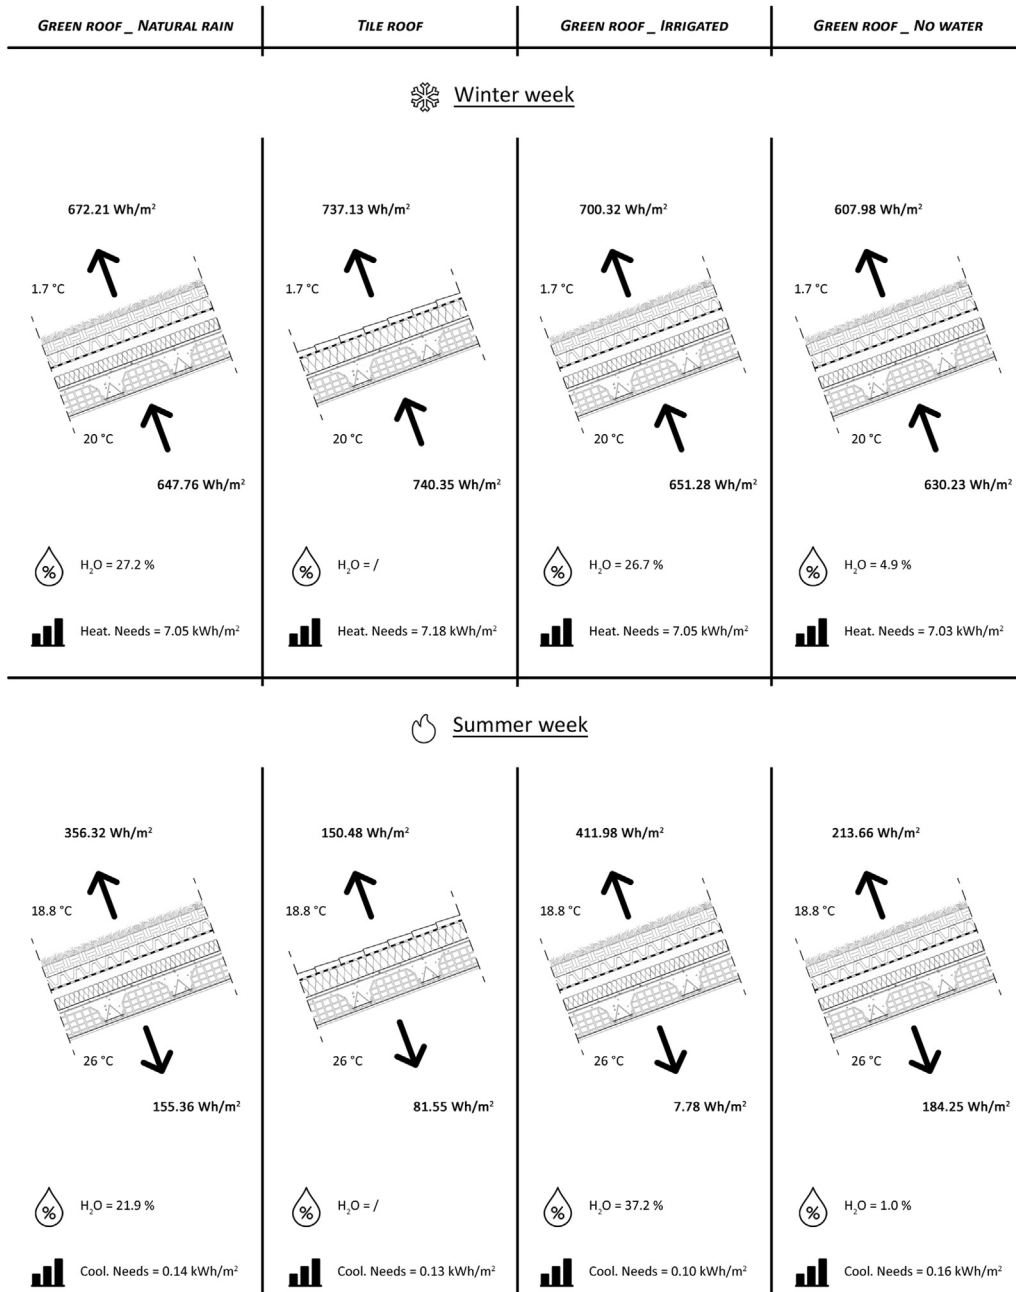 GREEN ROOF _ NATURAL RAIN
TILE ROOF
GREEN ROOF _ IRRIGATED
GREEN ROOF _ NO WATER
Winter week
672.21 Wh/m²
737.13 Wh/m²
700.32 Wh/m²
607.98 Wh/m²
1.7 °C
1.7 °C
1.7 °C
1.7 °C
20 °C
20 °C
20 °C
20 °C
647.76 Wh/m²
740.35 Wh/m²
651.28 Wh/m²
630.23 Wh/m²
% H₂O = 27.2 %
% H₂O = /
% H₂O = 26.7 %
% H₂O = 4.9 %
Heat. Needs = 7.05 kWh/m²
Heat. Needs = 7.18 kWh/m²
Heat. Needs = 7.05 kWh/m²
Heat. Needs = 7.03 kWh/m²
Summer week
356.32 Wh/m²
150.48 Wh/m²
411.98 Wh/m²
213.66 Wh/m²
18.8 °C
18.8 °C
18.8 °C
18.8 °C
26 °C
26 °C
26 °C
26 °C
155.36 Wh/m²
81.55 Wh/m²
7.78 Wh/m²
184.25 Wh/m²
% H₂O = 21.9 %
% H₂O = /
% H₂O = 37.2 %
% H₂O = 1.0 %
Cool. Needs = 0.14 kWh/m²
Cool. Needs = 0.13 kWh/m²
Cool. Needs = 0.10 kWh/m²
Cool. Needs = 0.16 kWh/m²